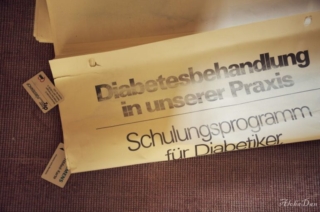 Diabetesbehandlung
in unserer Praxis
Schulungsprogramm
für Diabetiker